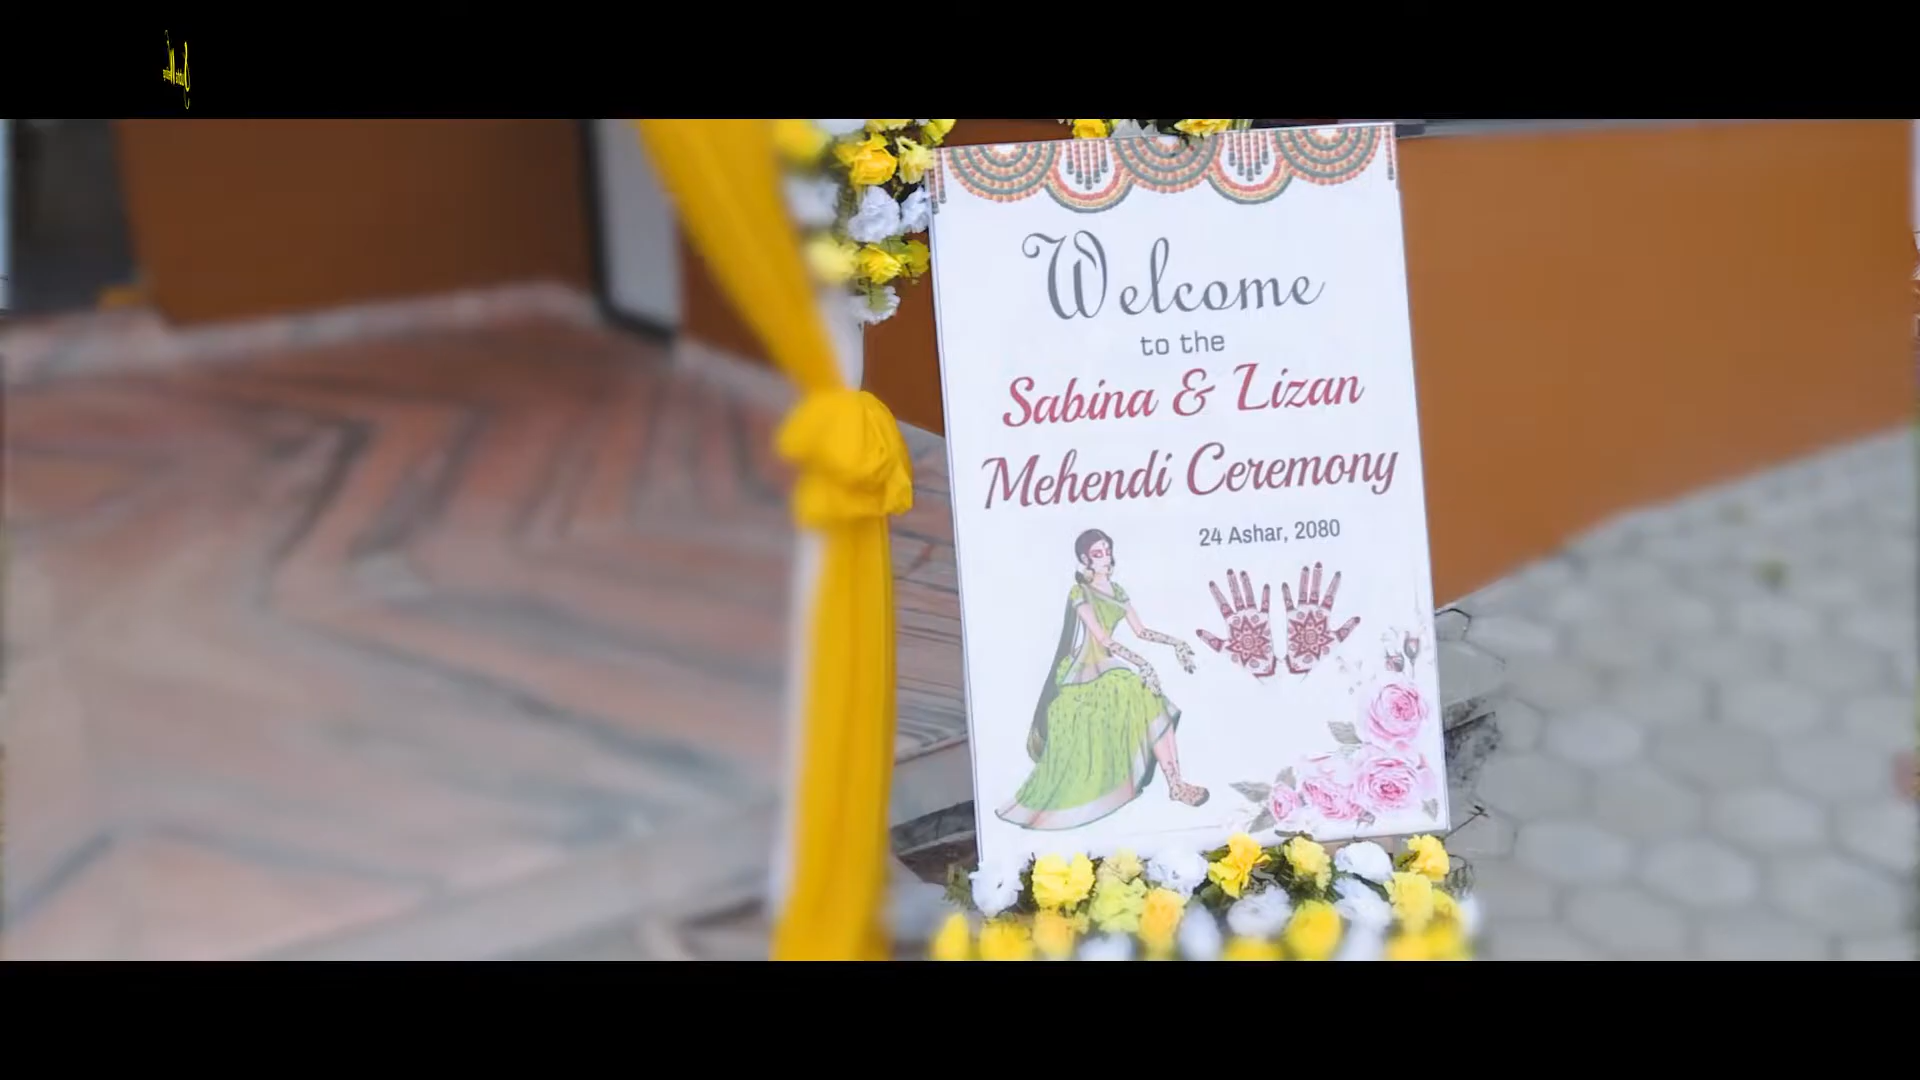 Welcome
to the
Sabina & Lizan
Mehendi Ceremony
24 Ashar, 2080